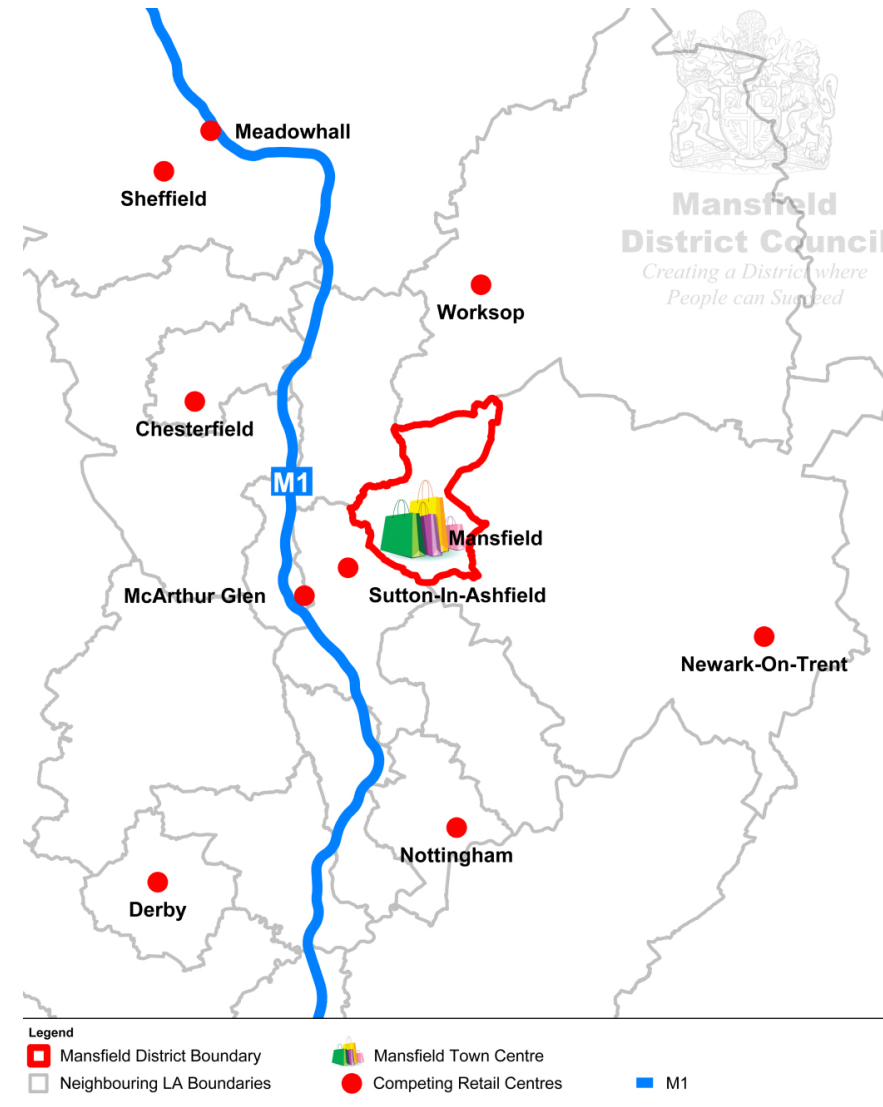 Meadowhall
Sheffield
Mansfield
District Council
Creating a District where
People can Succeed
Worksop
Chesterfield
M1
Mansfield
McArthur Glen
Sutton-In-Ashfield
Newark-On-Trent
Nottingham
Derby
Legend
Mansfield District Boundary
Mansfield Town Centre
Neighbouring LA Boundaries
Competing Retail Centres
M1